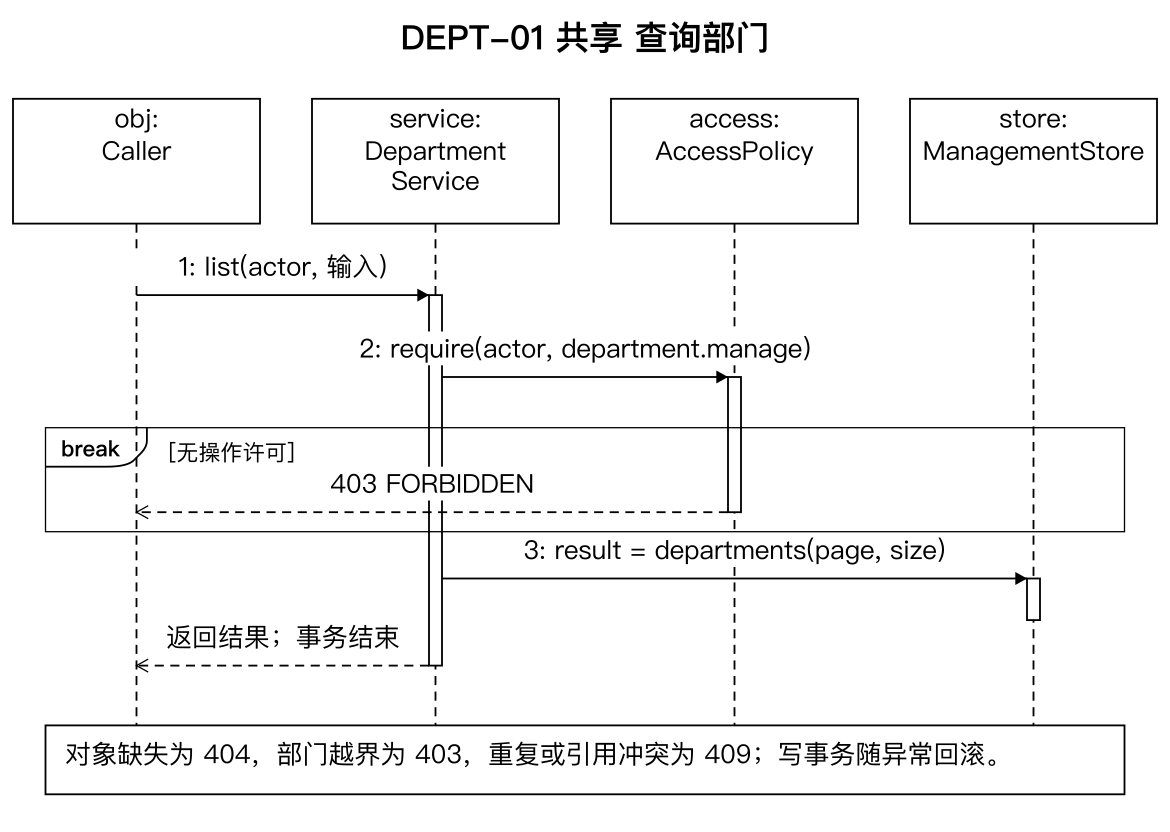 DEPT–01 共享 查询部门
obj:
Caller
service:
Department
Service
access:
AccessPolicy
store:
ManagementStore
1: list(actor, 输入)
2: require(actor, department.manage)
break
[无操作许可]
403 FORBIDDEN
3: result = departments(page, size)
返回结果；事务结束
对象缺失为 404，部门越界为 403，重复或引用冲突为 409；写事务随异常回滚。